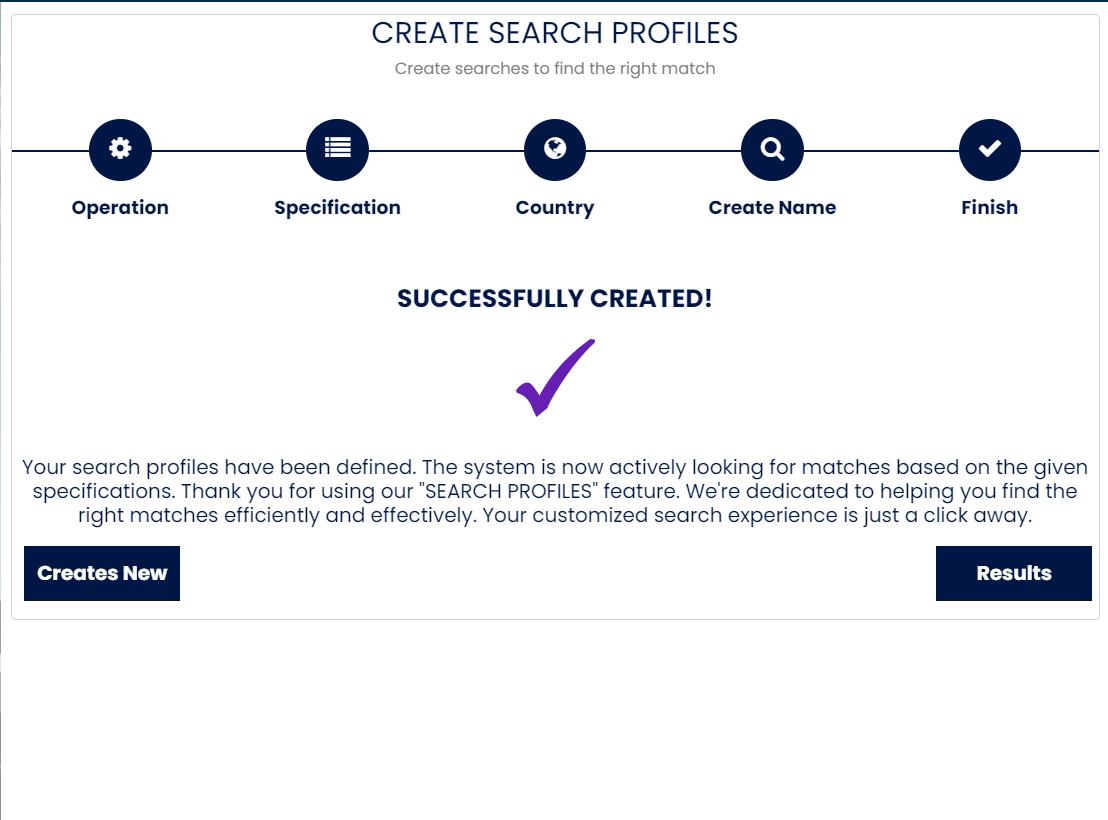 CREATE SEARCH PROFILES
Create searches to find the right match
Operation
Specification
Country
Create Name
Finish
SUCCESSFULLY CREATED!
Your search profiles have been defined. The system is now actively looking for matches based on the given
specifications. Thank you for using our "SEARCH PROFILES" feature. We're dedicated to helping you find the
right matches efficiently and effectively. Your customized search experience is just a click away.
Creates New
Results